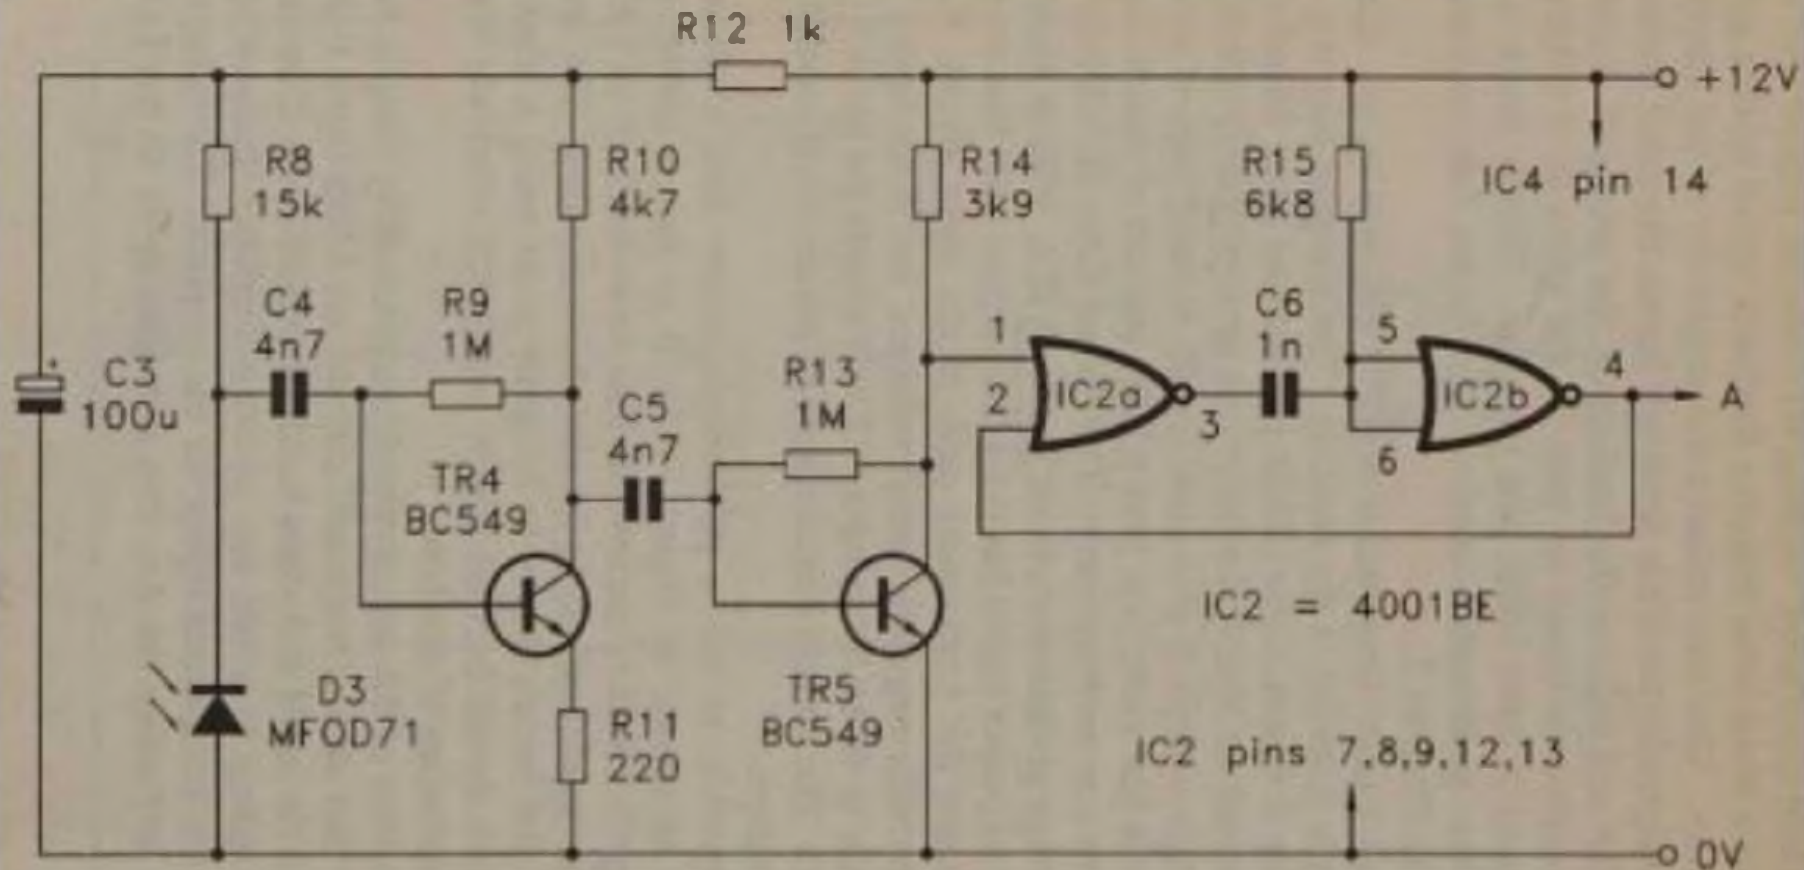 R12 1k
+12V
R8
15k
R10
4k7
R14
3k9
R15
6k8
IC4 pin 14
C4
4n7
R9
1M
C6
1n
1
5
4
+
C3
100u
R13
1M
C5
4n7
2
IC2a
3
IC2b
A
6
TR4
BC549
IC2 = 4001BE
D3
MFOD71
R11
220
TR5
BC549
IC2 pins 7,8,9,12,13
0V